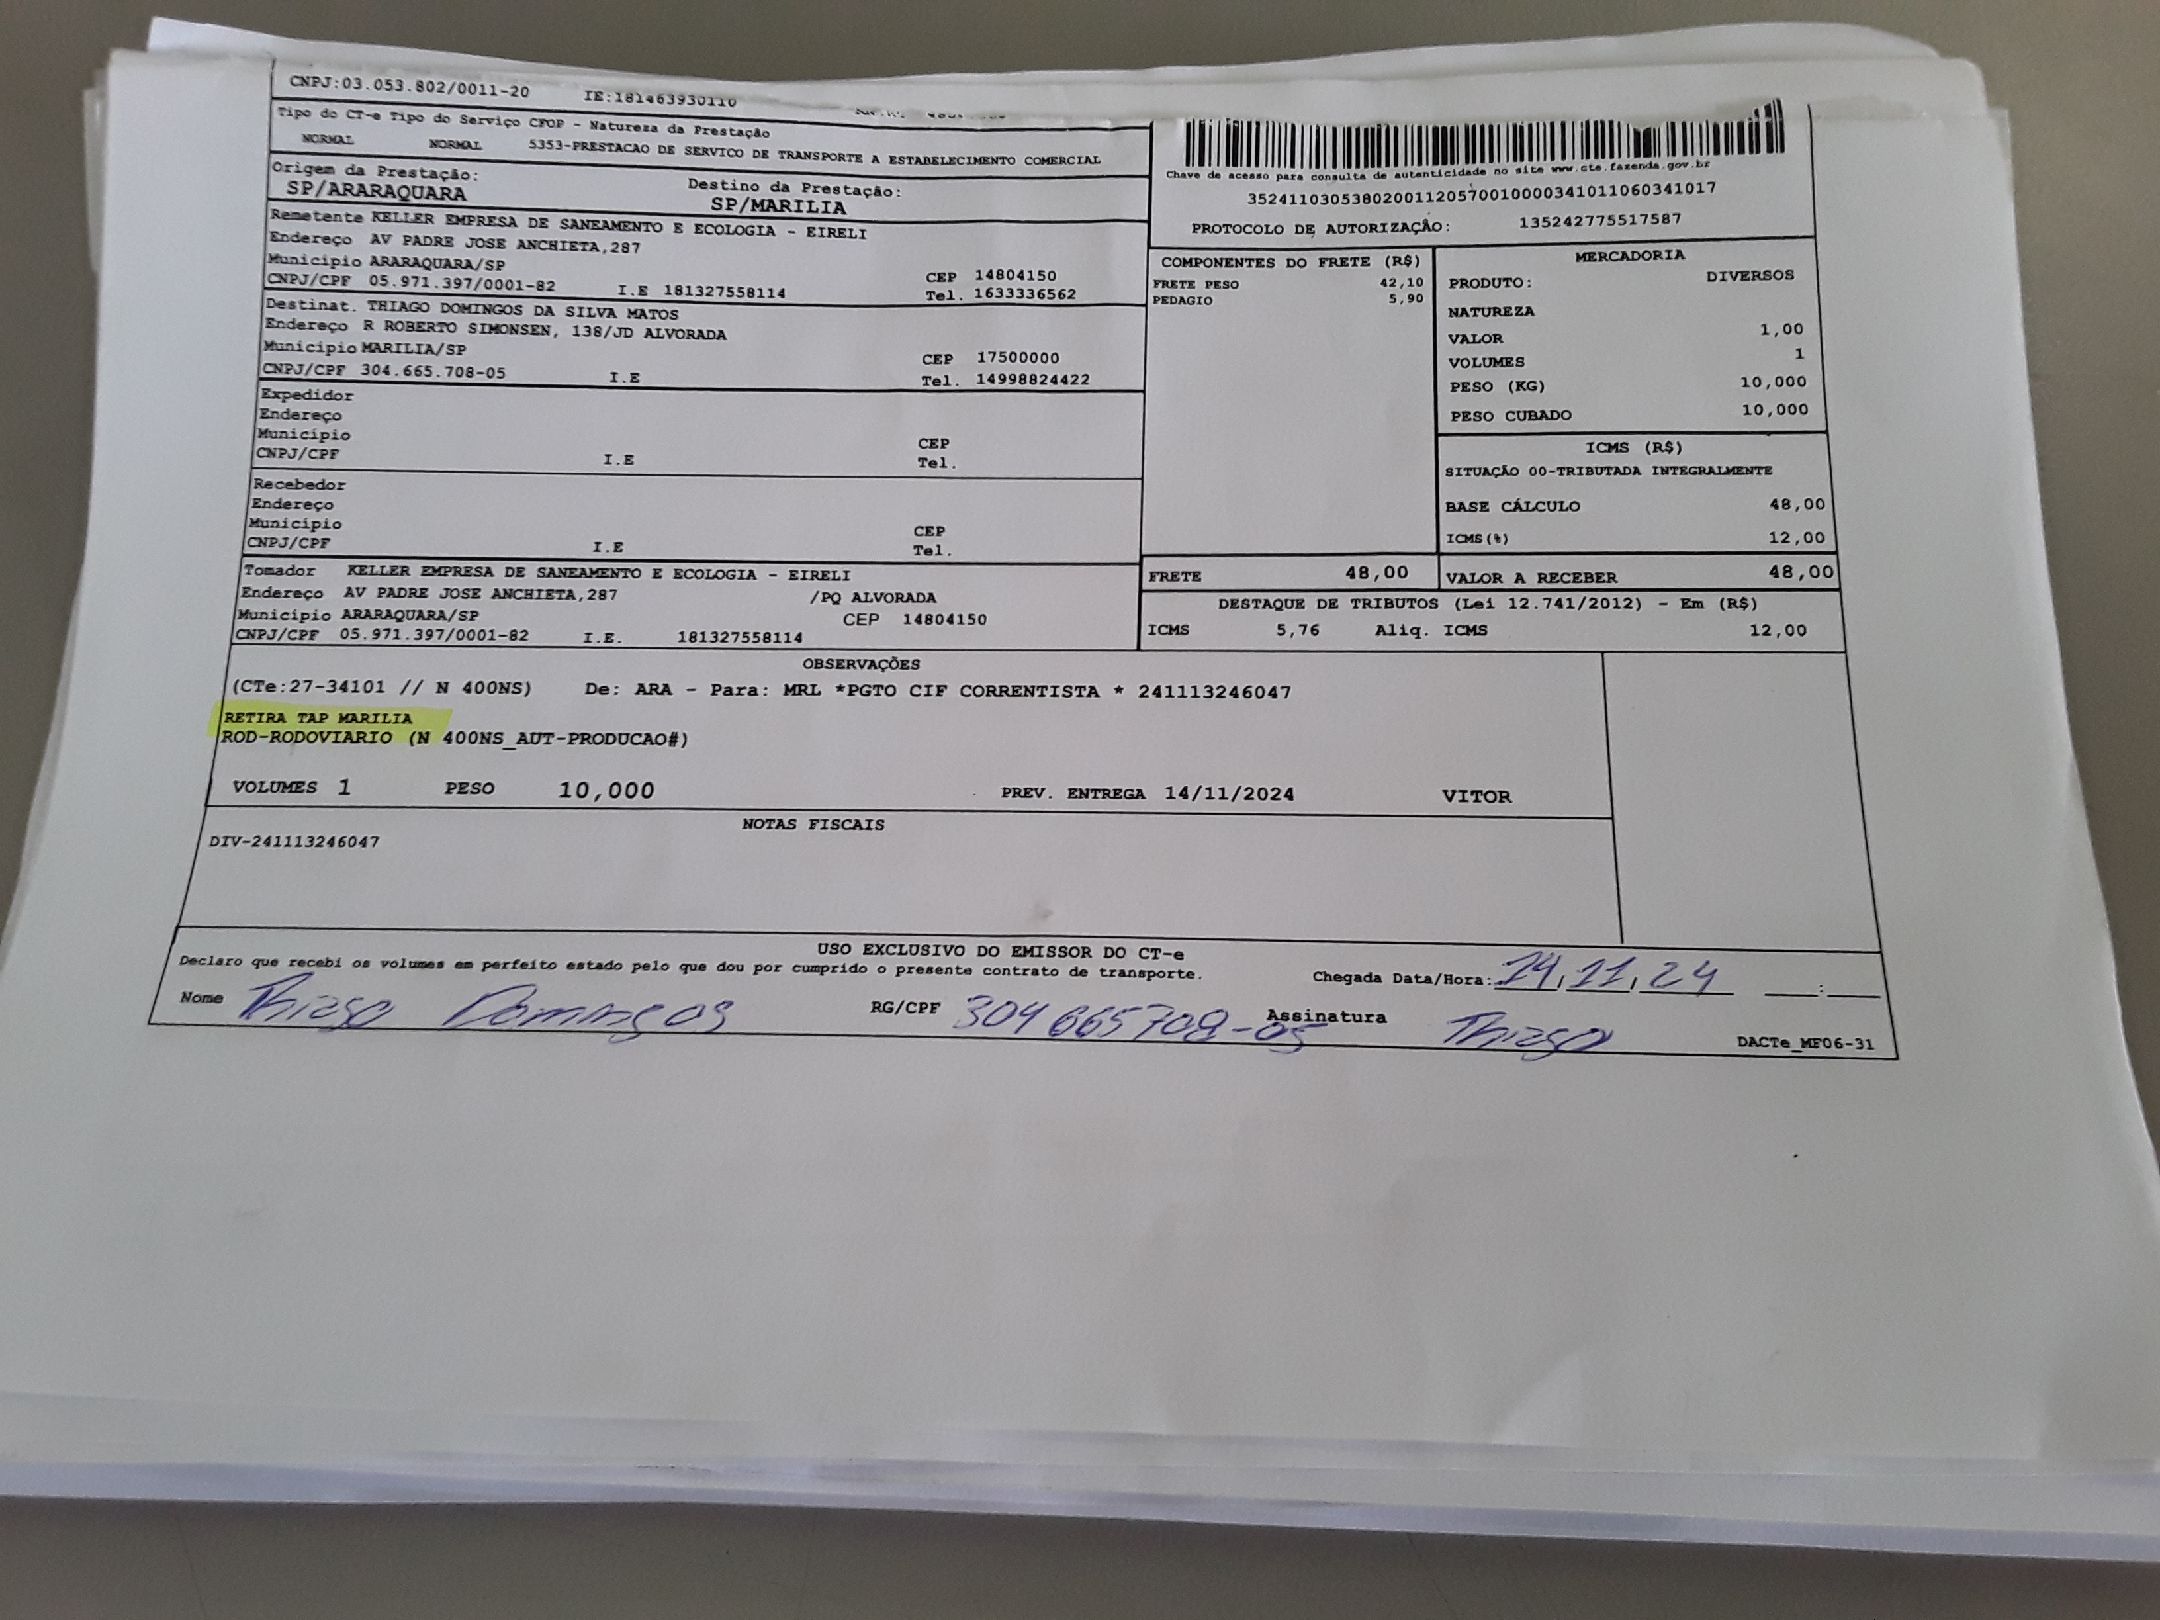 CNPJ:03.053.802/0011-20 IE:181463930110
Tipo do CT-e Tipo do Serviço CFOP - Natureza da Prestação
NORMAL NORMAL 5353-PRESTACAO DE SERVICO DE TRANSPORTE A ESTABELECIMENTO COMERCIAL
Origem da Prestação: Destino da Prestação:
SP/ARARAQUARA SP/MARILIA
Remetente KELLER EMPRESA DE SANEAMENTO E ECOLOGIA - EIRELI
Endereço AV PADRE JOSE ANCHIETA,287
Município ARARAQUARA/SP CEP 14804150
CNPJ/CPF 05.971.397/0001-82 I.E 181327558114 Tel. 1633336562
Destinat. THIAGO DOMINGOS DA SILVA MATOS
Endereço R ROBERTO SIMONSEN, 138/JD ALVORADA
Município MARILIA/SP CEP 17500000
CNPJ/CPF 304.665.708-05 I.E Tel. 14998824422
Expedidor
Endereço
Município CEP
CNPJ/CPF I.E Tel.
Recebedor
Endereço
Município CEP
CNPJ/CPF I.E Tel.
Tomador KELLER EMPRESA DE SANEAMENTO E ECOLOGIA - EIRELI
Endereço AV PADRE JOSE ANCHIETA,287 /PQ ALVORADA
Município ARARAQUARA/SP CEP 14804150
CNPJ/CPF 05.971.397/0001-82 I.E. 181327558114
Chave de acesso para consulta de autenticidade no site www.cte.fazenda.gov.br
35241103053802001120570010000341011060341017
PROTOCOLO DE AUTORIZAÇÃO: 135242775517587
COMPONENTES DO FRETE (R$)
FRETE PESO 42,10
PEDAGIO 5,90
MERCADORIA
PRODUTO: DIVERSOS
NATUREZA
VALOR 1,00
VOLUMES 1
PESO (KG) 10,000
PESO CUBADO 10,000
ICMS (R$)
SITUAÇÃO 00-TRIBUTADA INTEGRALMENTE
BASE CÁLCULO 48,00
ICMS(%) 12,00
FRETE 48,00 VALOR A RECEBER 48,00
DESTAQUE DE TRIBUTOS (Lei 12.741/2012) - Em (R$)
ICMS 5,76 Aliq. ICMS 12,00
OBSERVAÇÕES
(CTe:27-34101 // N 400NS) De: ARA - Para: MRL *PGTO CIF CORRENTISTA * 241113246047
RETIRA TAP MARILIA
ROD-RODOVIARIO (N 400NS_AUT-PRODUCAO#)
VOLUMES 1 PESO 10,000 PREV. ENTREGA 14/11/2024 VITOR
NOTAS FISCAIS
DIV-241113246047
USO EXCLUSIVO DO EMISSOR DO CT-e
Declaro que recebi os volumes em perfeito estado pelo que dou por cumprido o presente contrato de transporte. Chegada Data/Hora: 14,11,24 :
Nome Thiago Domingos RG/CPF 304665708-05 Assinatura Thiago
DACTe_MF06-31